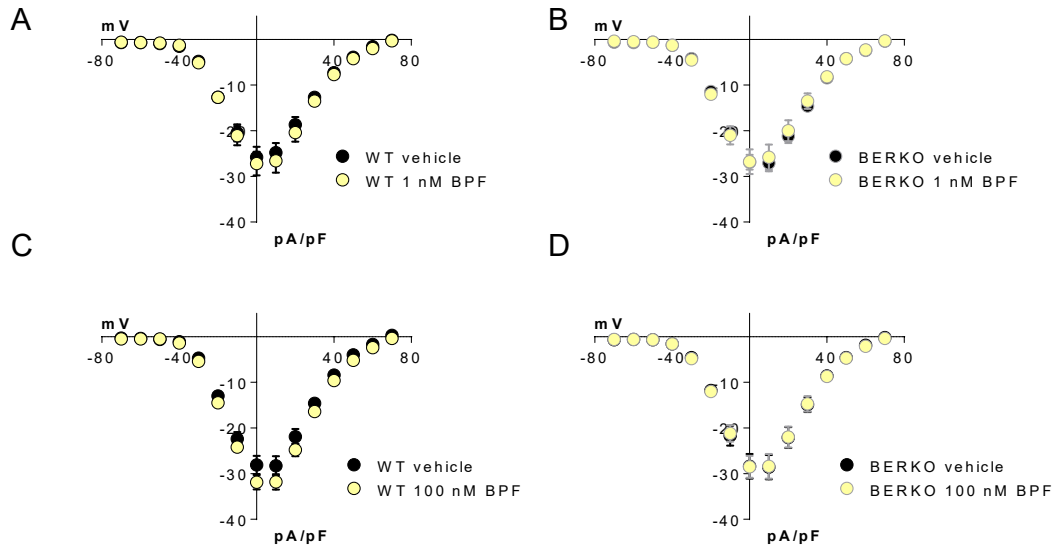 A
mV
-80
-40
40
80
-10
-20
-30
-40
WT vehicle
WT 1 nM BPF
pA/pF
B
mV
-80
-40
40
80
-10
-20
-30
-40
BERKO vehicle
BERKO 1 nM BPF
pA/pF
C
mV
-80
-40
40
80
-10
-20
-30
-40
WT vehicle
WT 100 nM BPF
pA/pF
D
mV
-80
-40
40
80
-10
-20
-30
-40
BERKO vehicle
BERKO 100 nM BPF
pA/pF